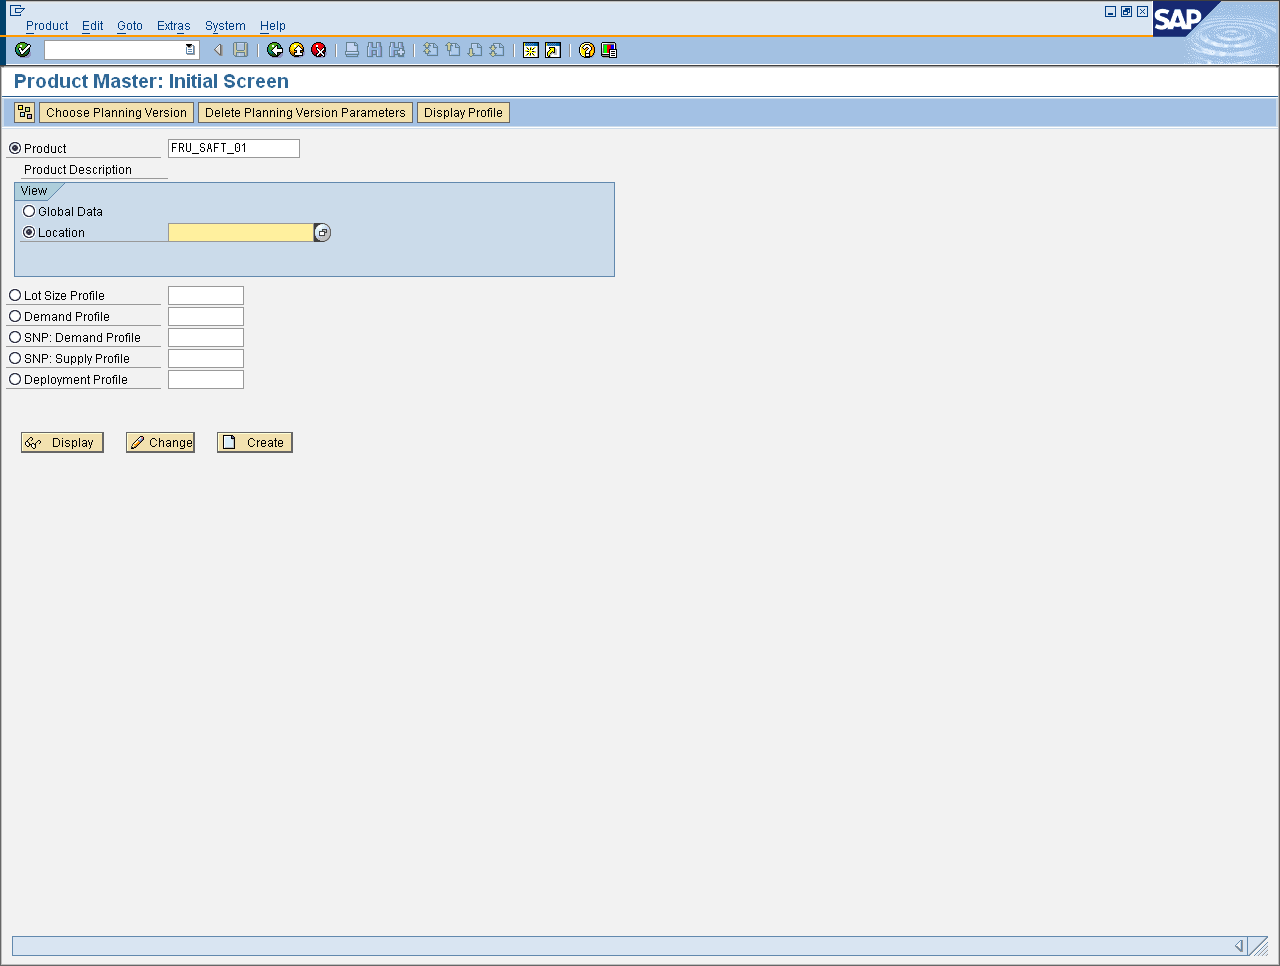 Product Edit Goto Extras System Help
SAP
Product Master: Initial Screen
Choose Planning Version Delete Planning Version Parameters Display Profile
Product FRU_SAFT_01
Product Description
View
Global Data
Location
Lot Size Profile
Demand Profile
SNP: Demand Profile
SNP: Supply Profile
Deployment Profile
Display Change Create